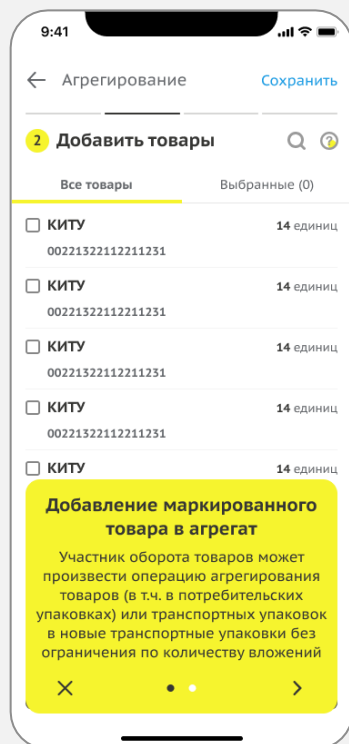 9:41
Агрегирование Сохранить
2 Добавить товары
Все товары Выбранные (0)
КИТУ 14 единиц
00221322112211231
КИТУ 14 единиц
00221322112211231
КИТУ 14 единиц
00221322112211231
КИТУ 14 единиц
00221322112211231
КИТУ 14 единиц
Добавление маркированного
товара в агрегат
Участник оборота товаров может
произвести операцию агрегирования
товаров (в т.ч. в потребительских
упаковках) или транспортных упаковок
в новые транспортные упаковки без
ограничения по количеству вложений